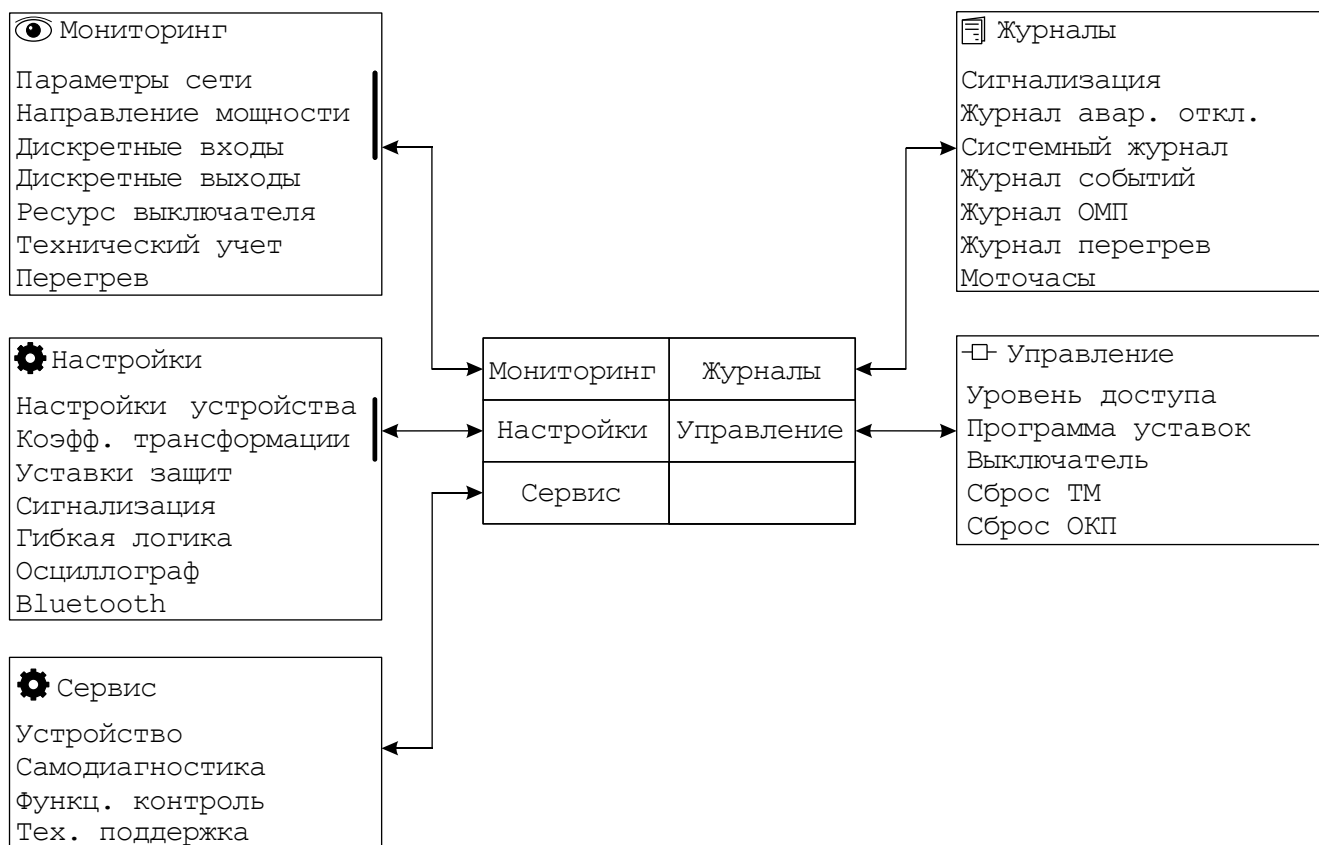 Мониторинг
Параметры сети
Направление мощности
Дискретные входы
Дискретные выходы
Ресурс выключателя
Технический учет
Перегрев
Журналы
Сигнализация
Журнал авар. откл.
Системный журнал
Журнал событий
Журнал ОМП
Журнал перегрев
Моточасы
Настройки
Настройки устройства
Коэфф. трансформации
Уставки защит
Сигнализация
Гибкая логика
Осциллограф
Bluetooth
Мониторинг
Журналы
Настройки
Управление
Сервис
Управление
Уровень доступа
Программа уставок
Выключатель
Сброс ТМ
Сброс ОКП
Сервис
Устройство
Самодиагностика
Функц. контроль
Тех. поддержка